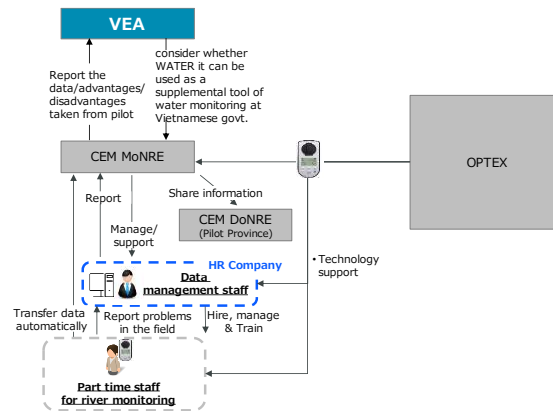 VEA
Report the
data/advantages/
disadvantages
taken from pilot
consider whether
WATER it can be
used as a
supplemental tool of
water monitoring at
Vietnamese govt.
CEM MoNRE
OPTEX
Report
Share information
Manage/
support
CEM DoNRE
(Pilot Province)
HR Company
• Technology
support
Data
management staff
Transfer data
automatically
Report problems
in the field
Hire, manage
& Train
Part time staff
for river monitoring